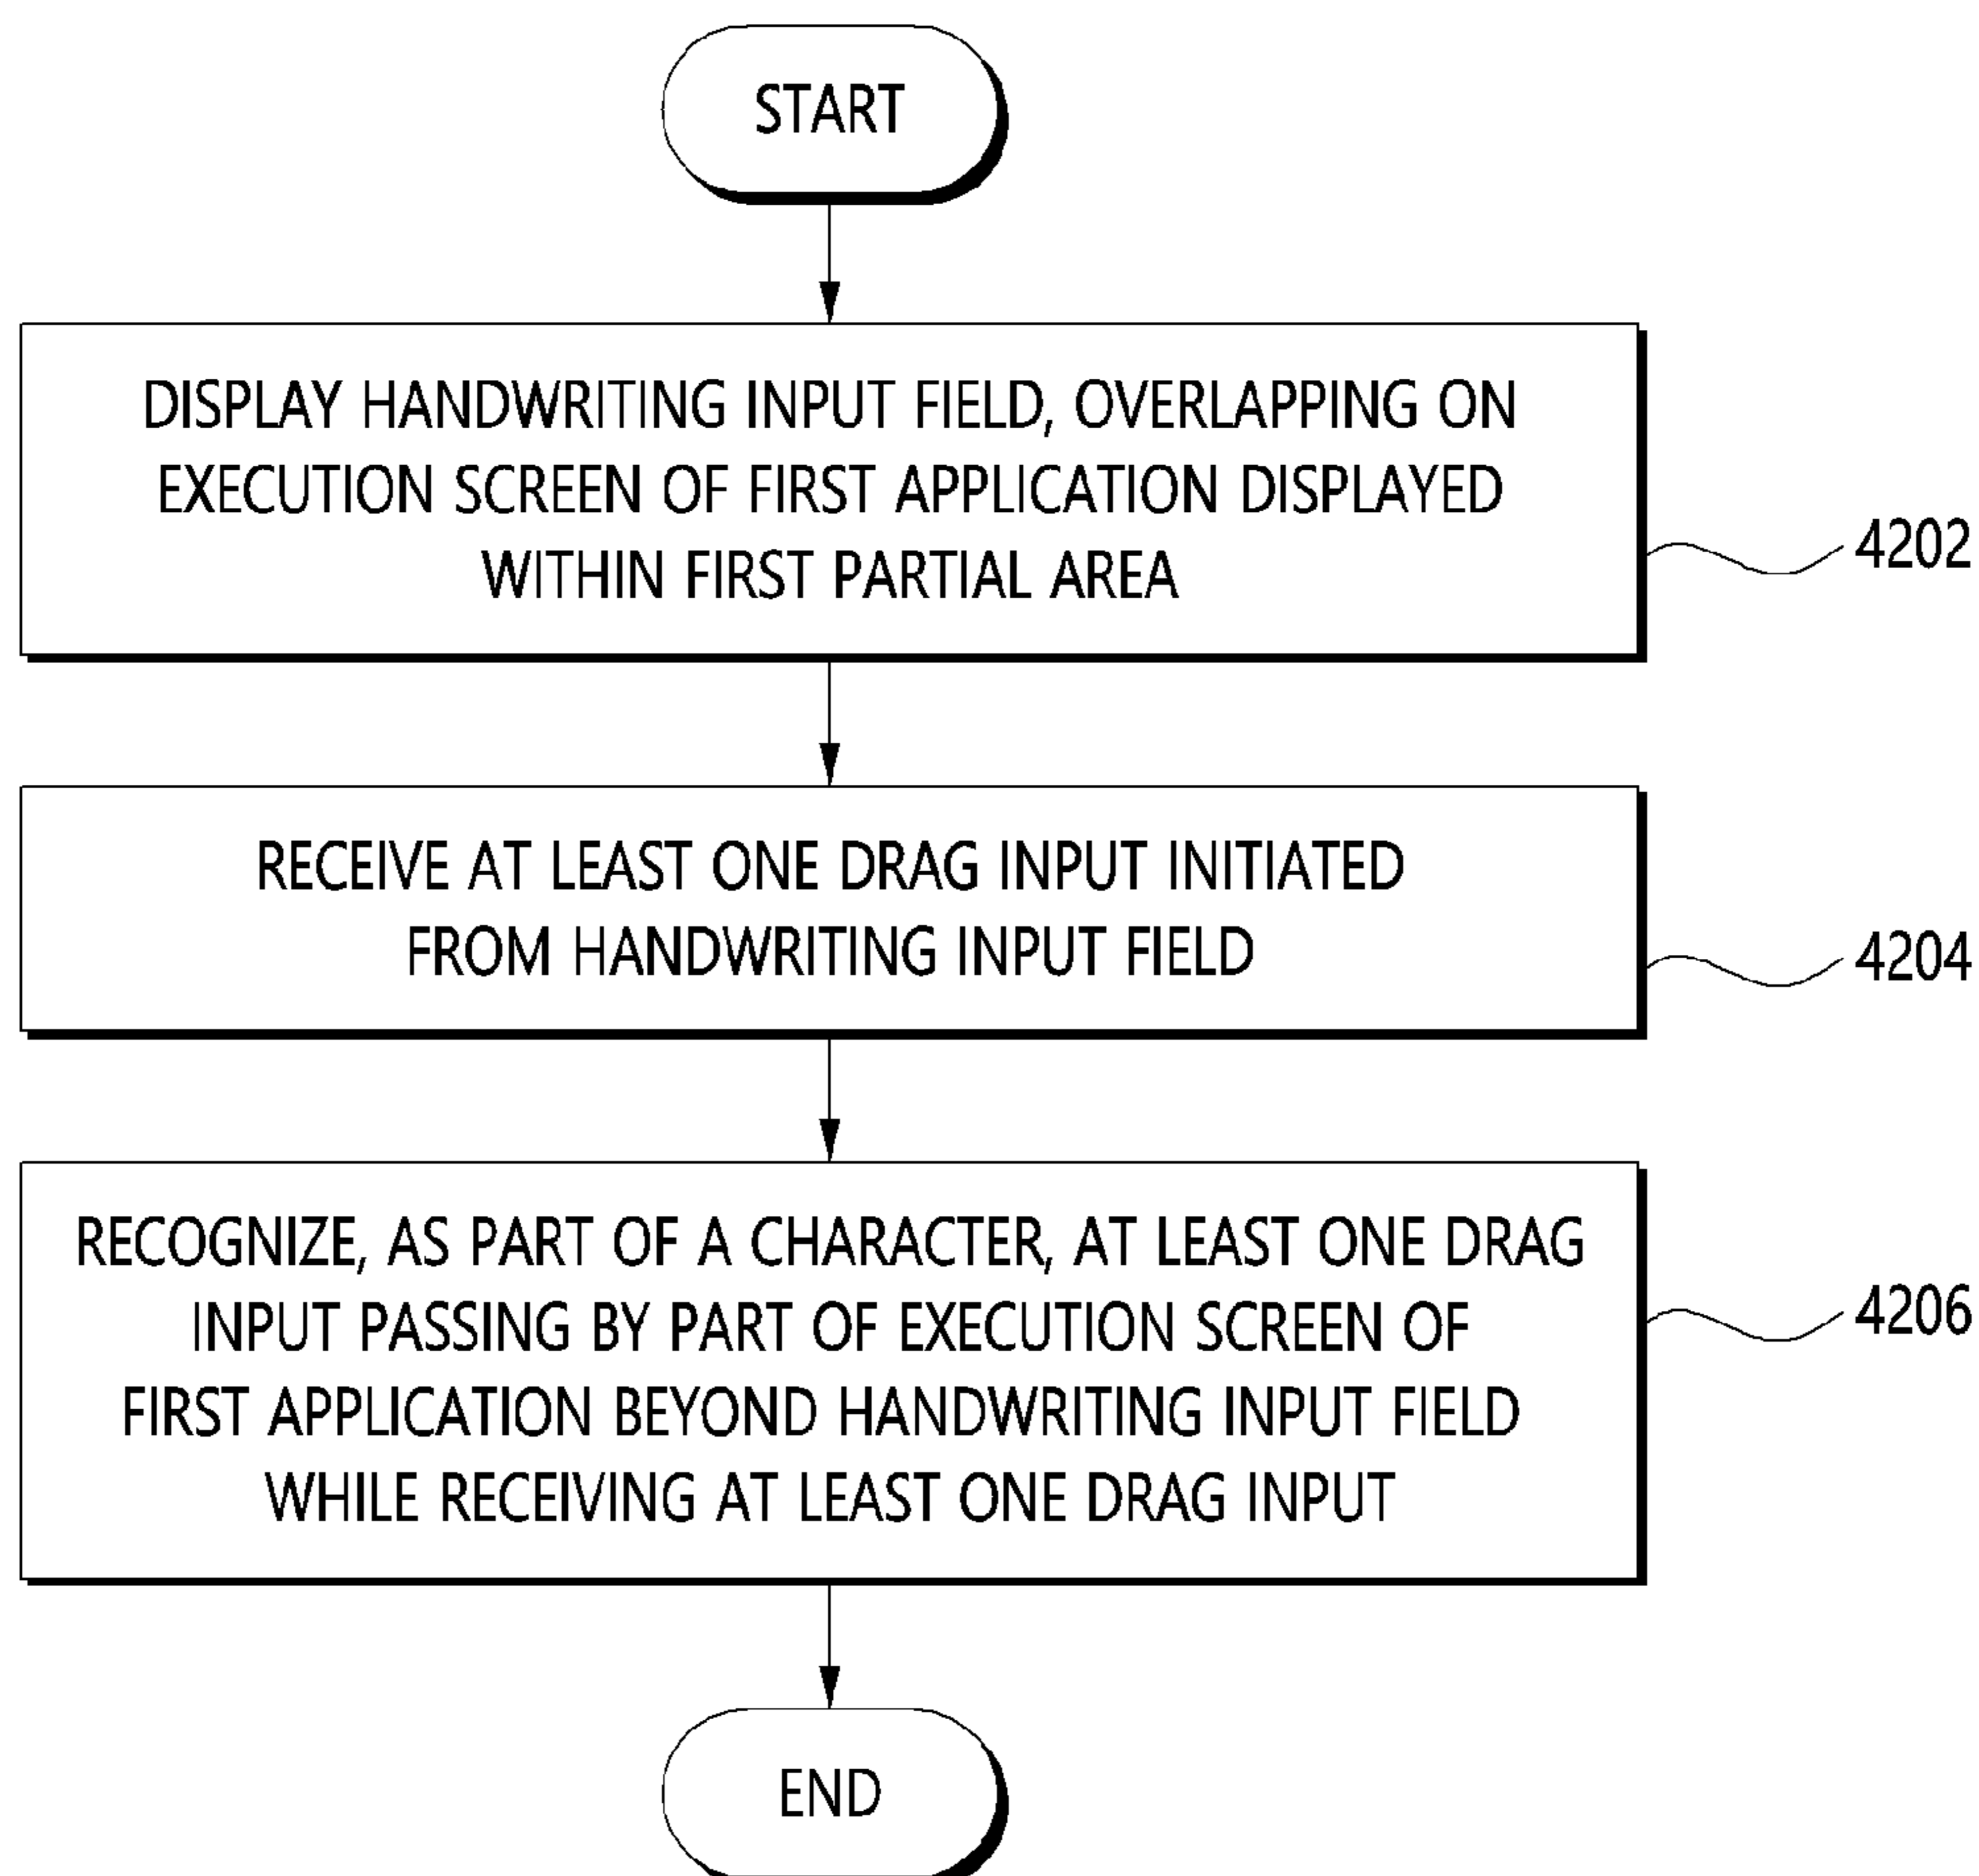 START
DISPLAY HANDWRITING INPUT FIELD, OVERLAPPING ON
EXECUTION SCREEN OF FIRST APPLICATION DISPLAYED
WITHIN FIRST PARTIAL AREA
4202
RECEIVE AT LEAST ONE DRAG INPUT INITIATED
FROM HANDWRITING INPUT FIELD
4204
RECOGNIZE, AS PART OF A CHARACTER, AT LEAST ONE DRAG
INPUT PASSING BY PART OF EXECUTION SCREEN OF
FIRST APPLICATION BEYOND HANDWRITING INPUT FIELD
WHILE RECEIVING AT LEAST ONE DRAG INPUT
4206
END